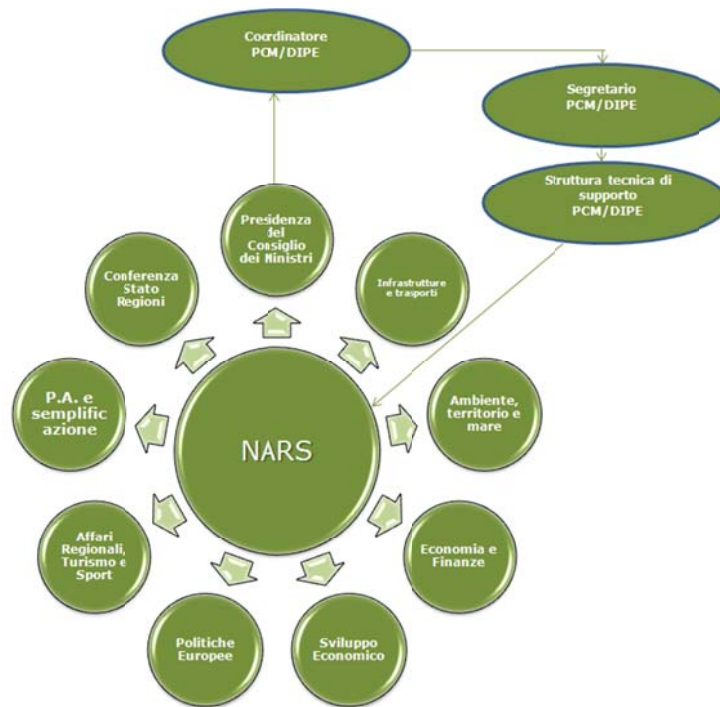 Coordinatore
PCM/DIPE
Segretario
PCM/DIPE
Struttura tecnica di
supporto
PCM/DIPE
Presidenza
del
Consiglio
dei Ministri
Infrastrutture
e trasporti
Ambiente,
territorio e
mare
Economia e
Finanze
Sviluppo
Economico
Politiche
Europee
Affari
Regionali,
Turismo e
Sport
P.A. e
semplific
azione
Conferenza
Stato
Regioni
NARS